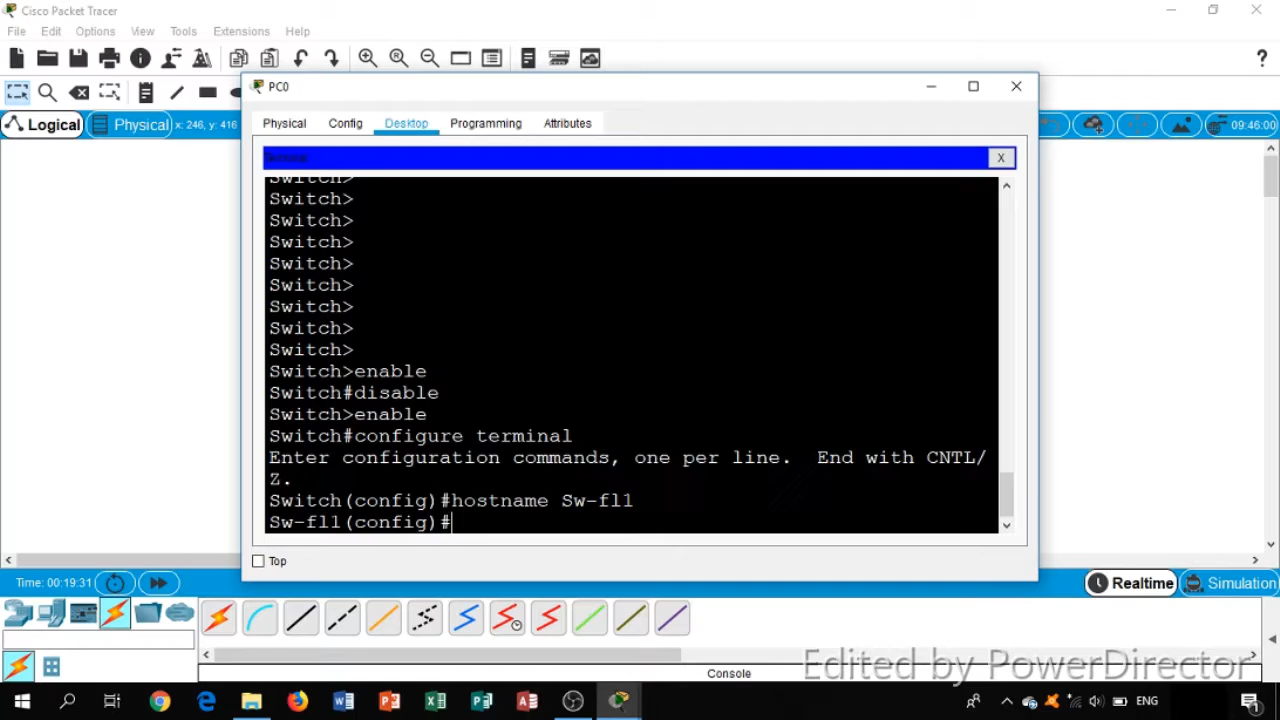 Cisco Packet Tracer
File Edit Options View Tools Extensions Help
PC0
Logical Physical x: 246, y: 416 09:46:00
Physical Config Desktop Programming Attributes
Terminal X
Switch>
Switch>
Switch>
Switch>
Switch>
Switch>
Switch>
Switch>
Switch>
Switch>enable
Switch#disable
Switch>enable
Switch#configure terminal
Enter configuration commands, one per line. End with CNTL/
Z.
Switch(config)#hostname Sw-fl1
Sw-fl1(config)#
Top
Time: 00:19:31 Realtime Simulation
Console
Edited by PowerDirector
ENG